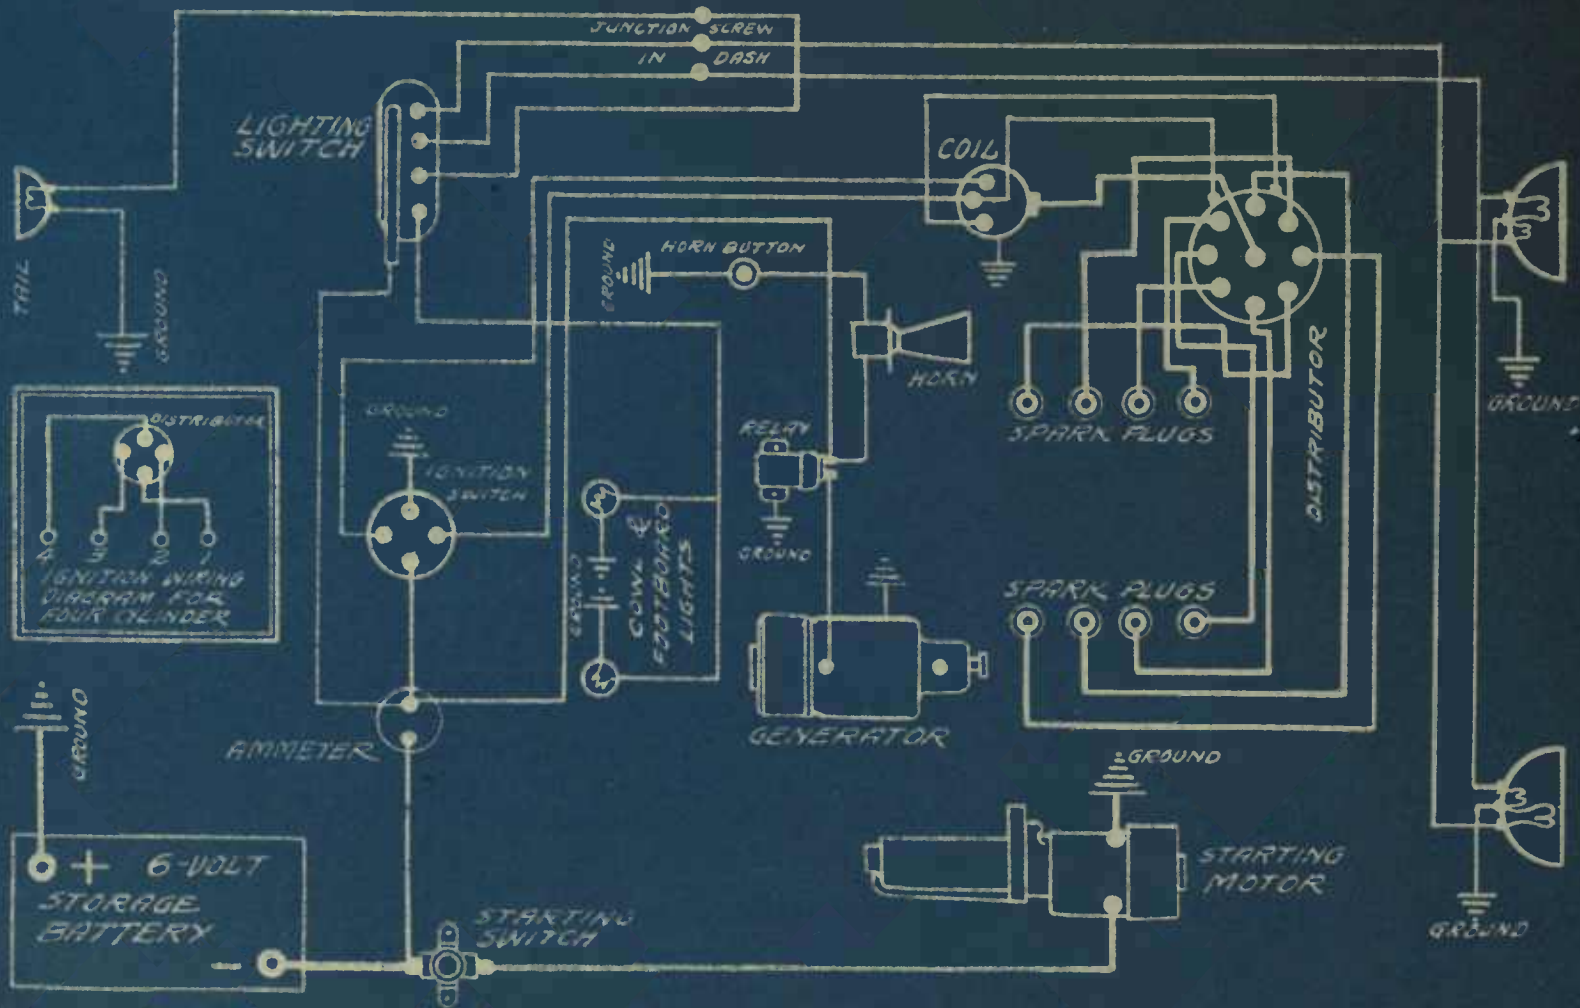 JUNCTION SCREW
IN DASH
LIGHTING
SWITCH
COIL
TAIL
GROUND
HORN BUTTON
GROUND
HORN
DISTRIBUTOR
GROUND
SPARK PLUGS
RELAY
GROUND
GROUND
IGNITION
SWITCH
DISTRIBUTOR
4 3 2 1
IGNITION WIRING
DIAGRAM FOR
FOUR CILINDER
GROUND
COWL &
FOOTBOARD
LIGHTS
SPARK PLUGS
GROUND
AMMETER
GENERATOR
GROUND
STARTING
MOTOR
+ 6-VOLT
STORAGE
BATTERY
-
STARTING
SWITCH
GROUND